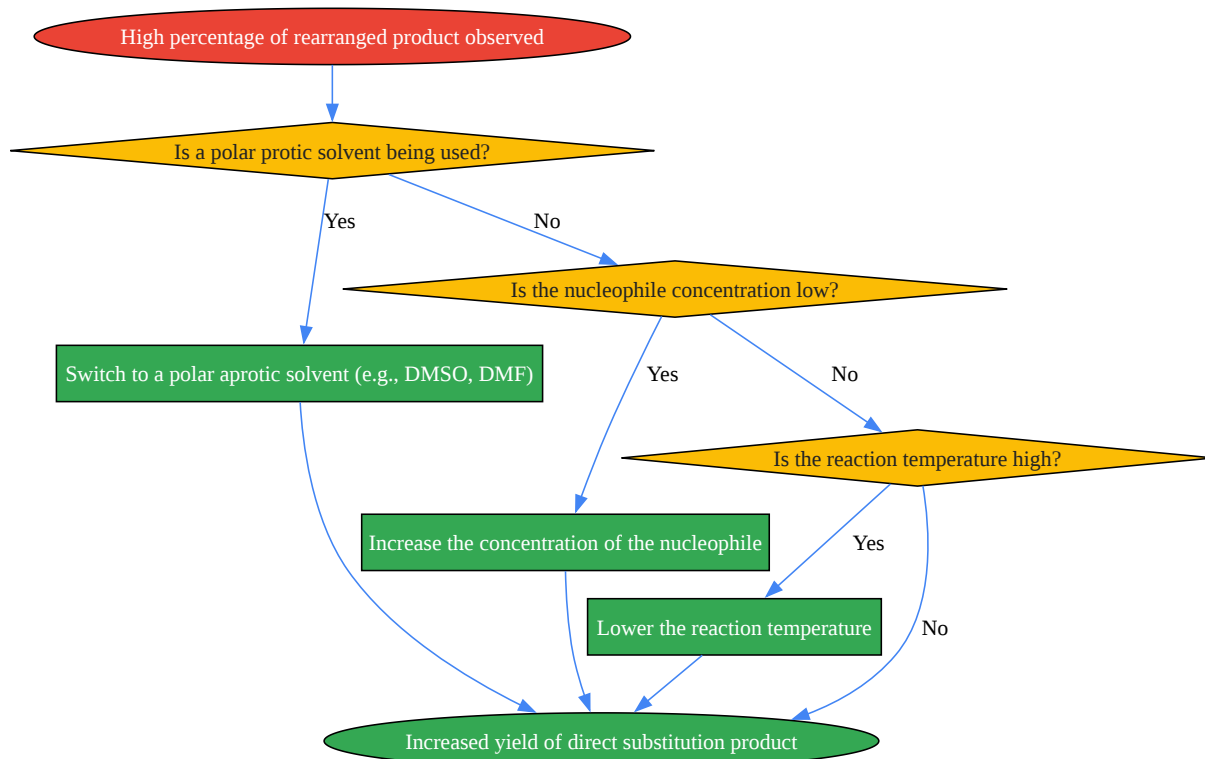 High percentage of rearranged product observed
Is a polar protic solvent being used?
Yes
No
Is the nucleophile concentration low?
Switch to a polar aprotic solvent (e.g., DMSO, DMF)
Yes
No
Is the reaction temperature high?
Increase the concentration of the nucleophile
Yes
Lower the reaction temperature
No
Increased yield of direct substitution product